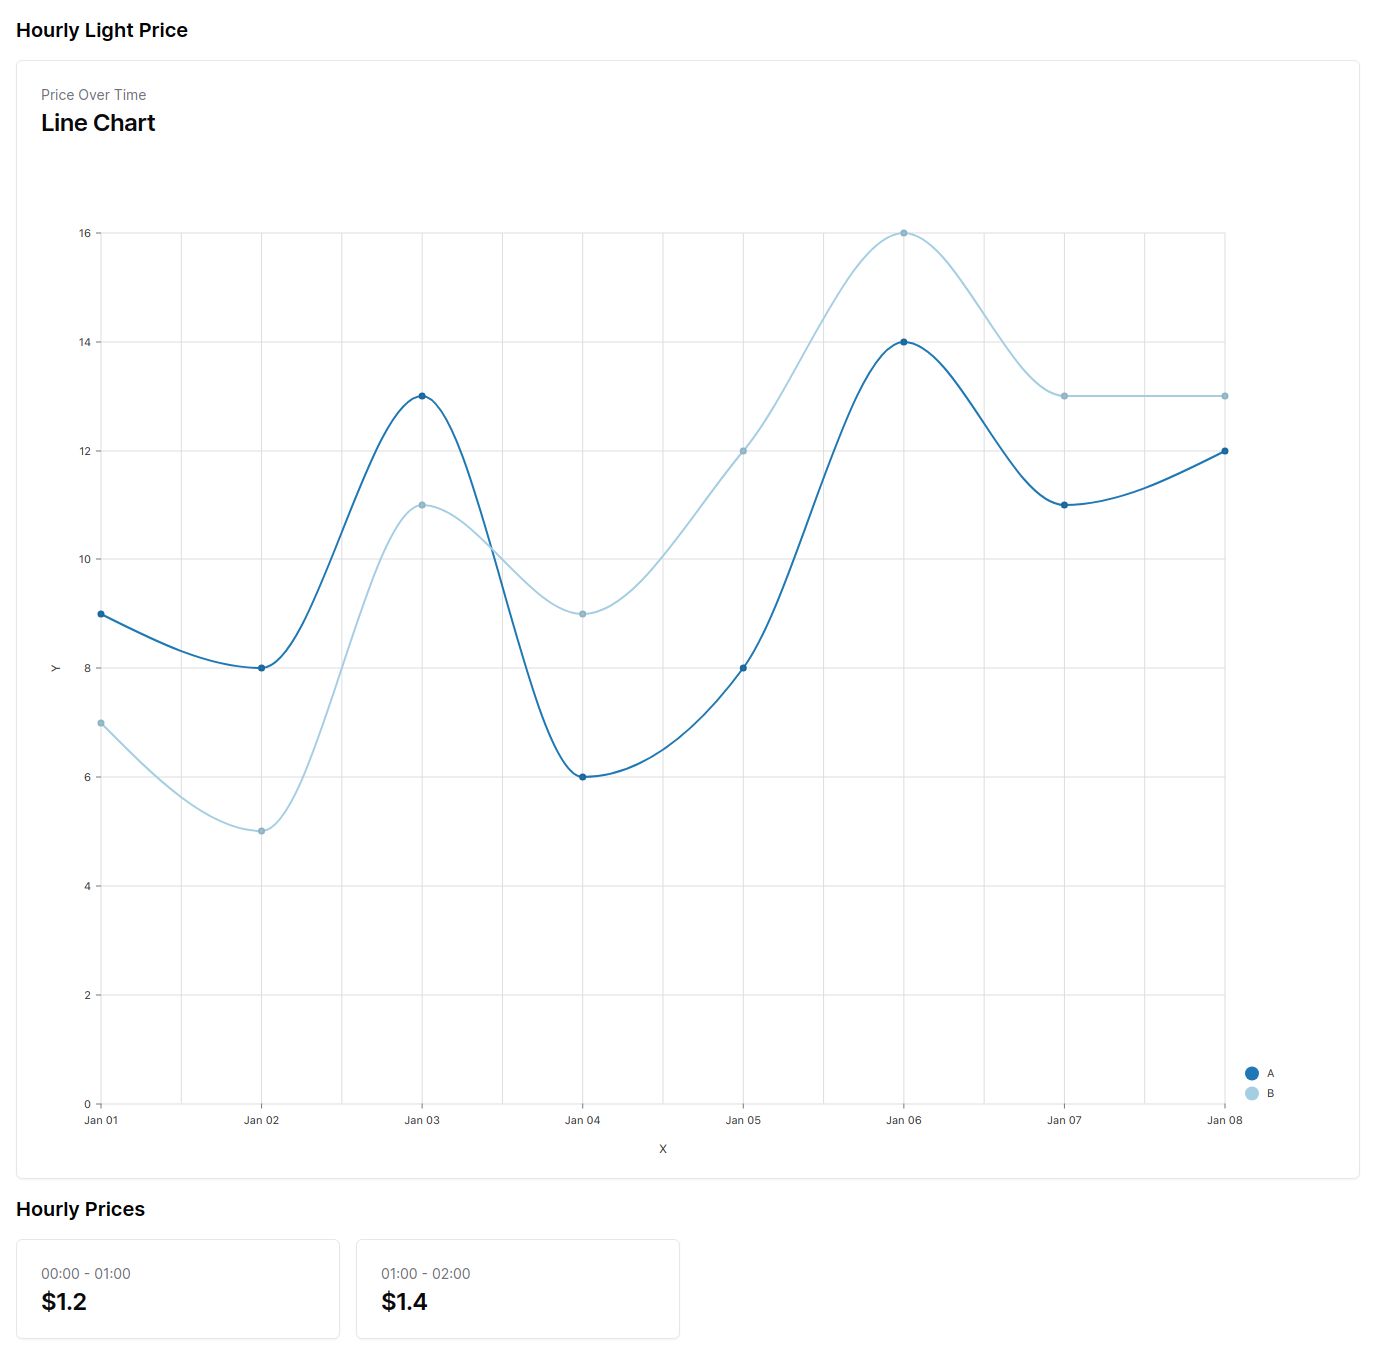 Hourly Light Price
Price Over Time
Line Chart
16
14
12
10
8
6
4
2
0
Y
Jan 01 Jan 02 Jan 03 Jan 04 Jan 05 Jan 06 Jan 07 Jan 08
X
A
B
Hourly Prices
00:00 - 01:00
$1.2
01:00 - 02:00
$1.4